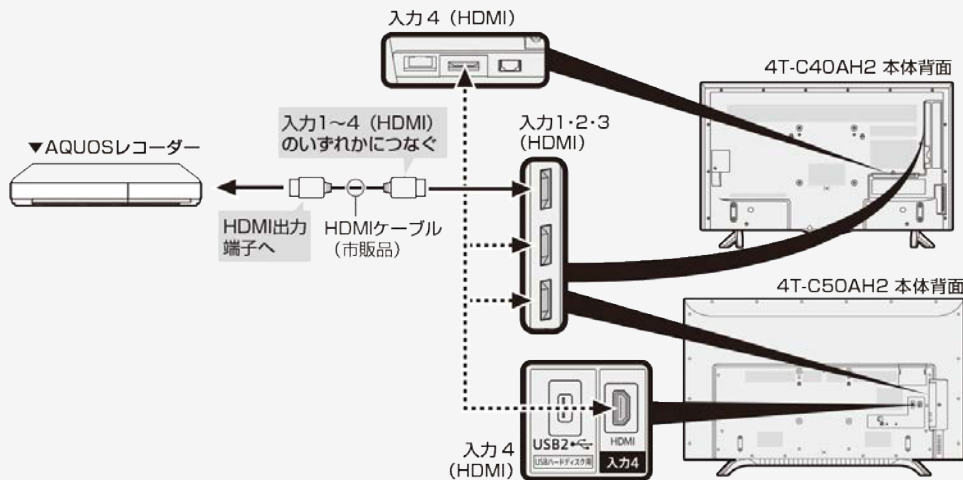 入力4（HDMI）
4T-C40AH2 本体背面
▼AQUOSレコーダー
入力1～4（HDMI）
のいずれかにつなぐ
入力1・2・3
（HDMI）
HDMI出力
端子へ
HDMIケーブル
（市販品）
4T-C50AH2 本体背面
入力4
（HDMI）
USB2
USBハードディスク用
HDMI
入力4